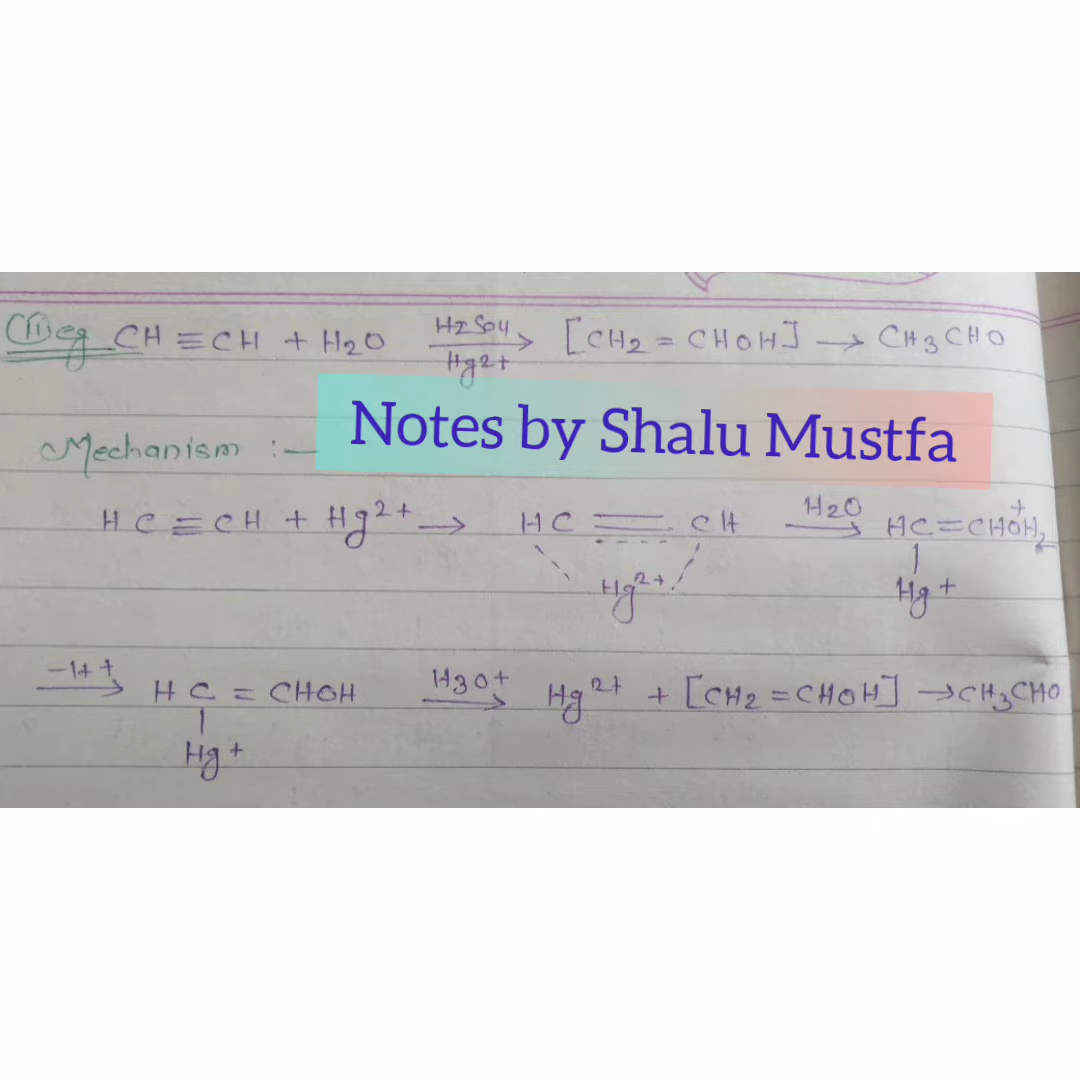 (ii) eg CH ≡ CH + H2O H2SO4 / Hg2+ → [CH2 = CHOH] → CH3CHO
Notes by Shalu Mustfa
Mechanism :—
HC ≡ CH + Hg2+ → HC ≡ CH H2O → HC = CHOH2 +
Hg2+ Hg+
-H+ → HC = CHOH H3O+ → Hg2+ + [CH2 = CHOH] → CH3CHO
Hg+